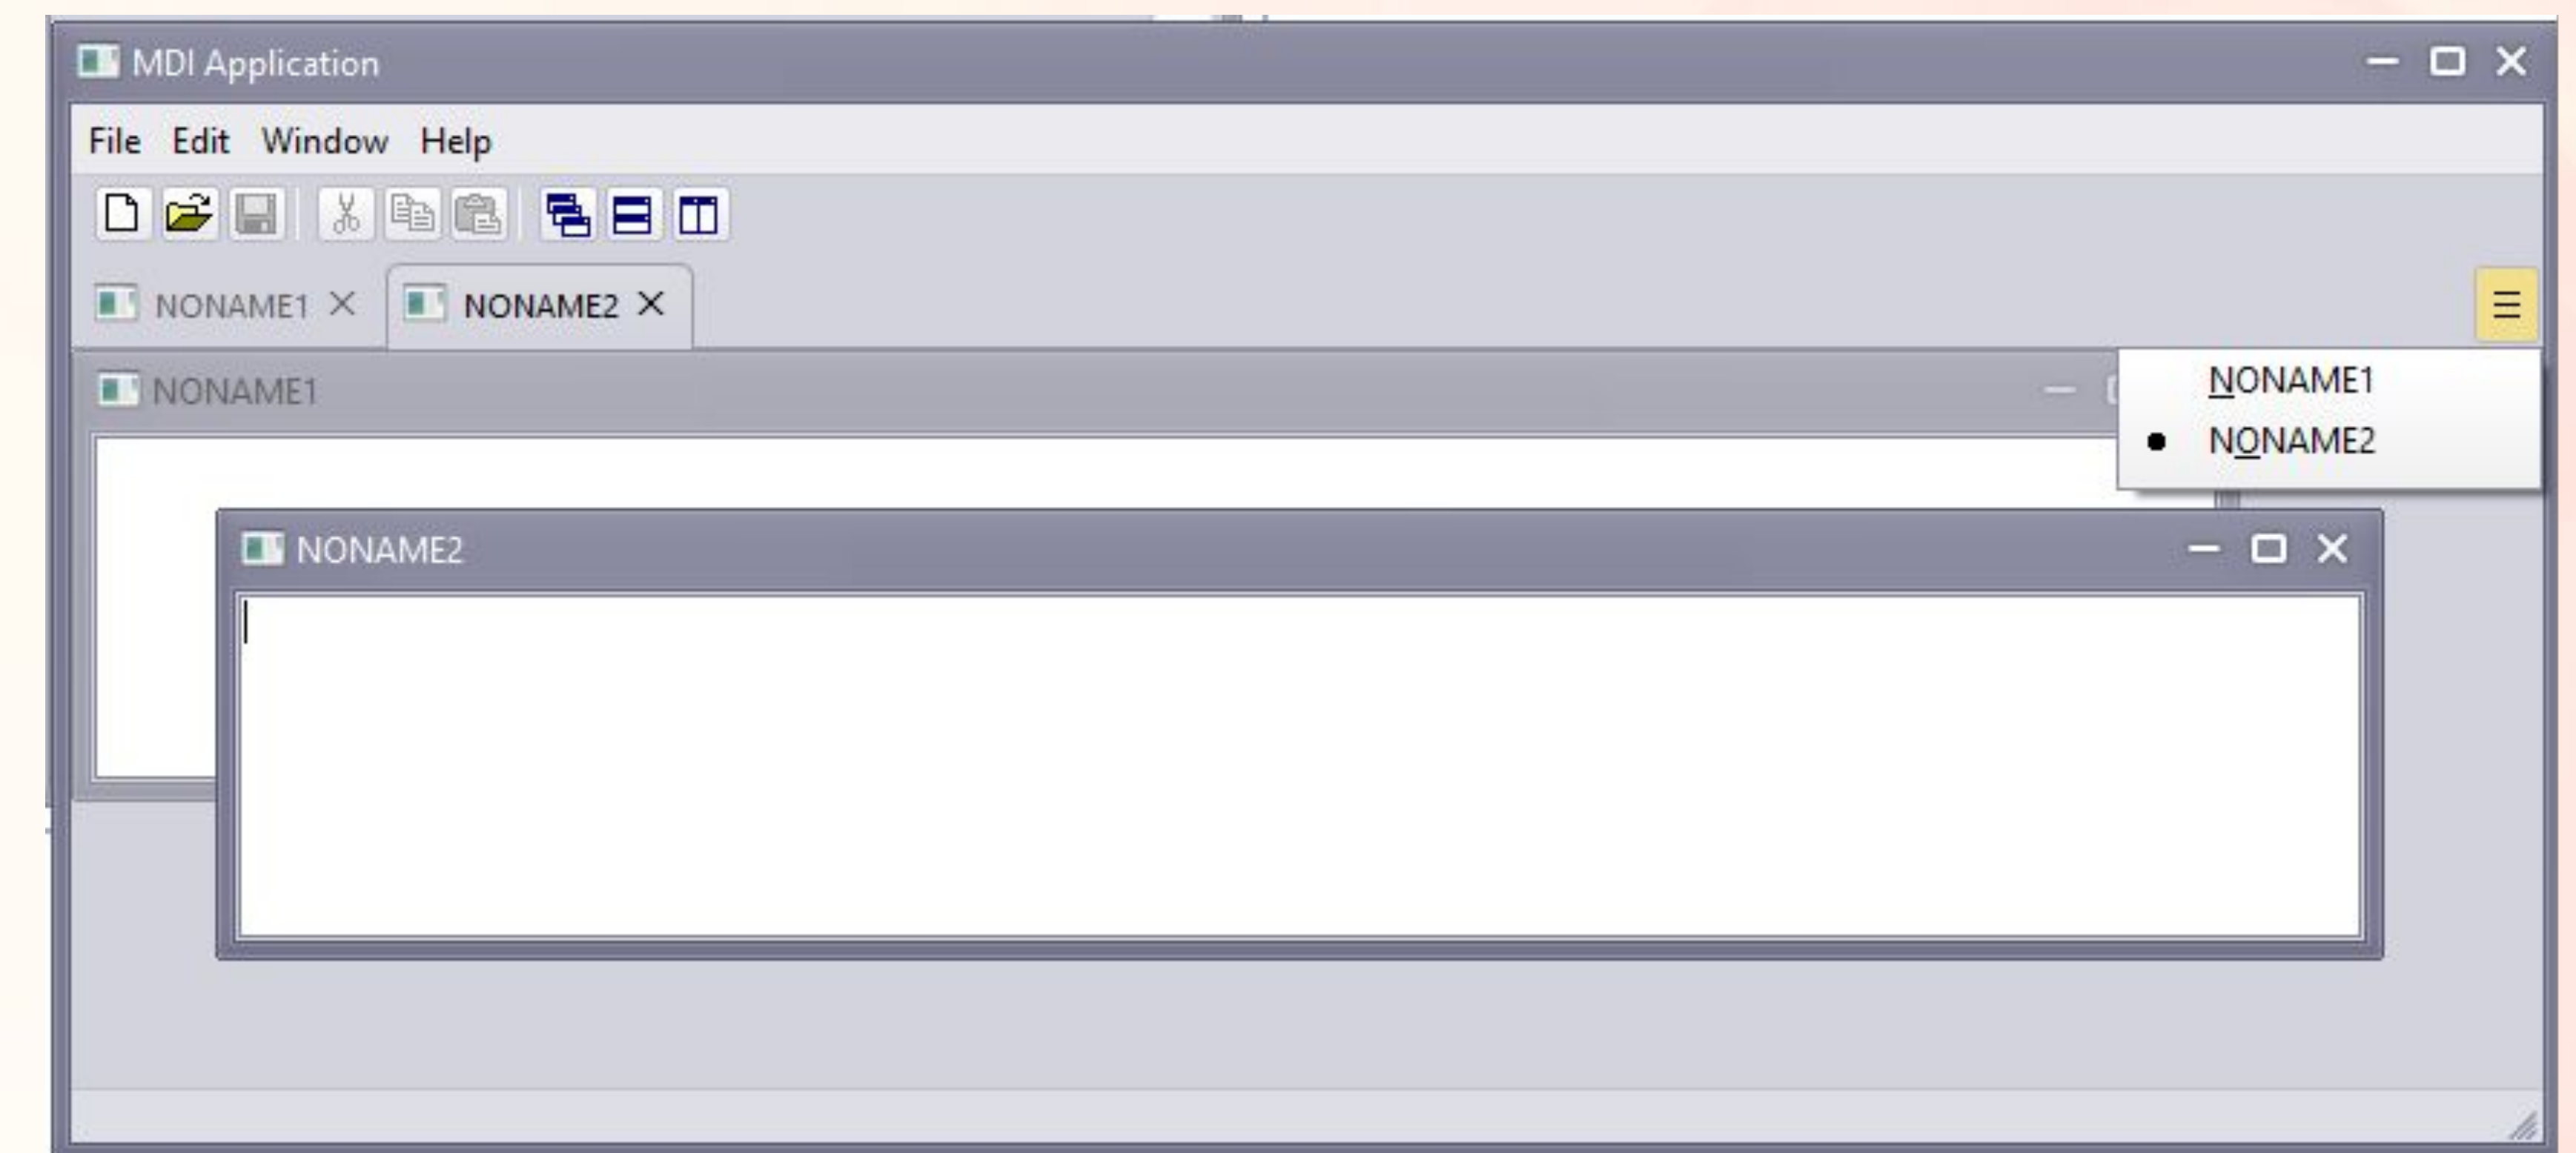 MDI Application
File Edit Window Help
NONAME1 NONAME2
NONAME1
NONAME1
NONAME2
NONAME2